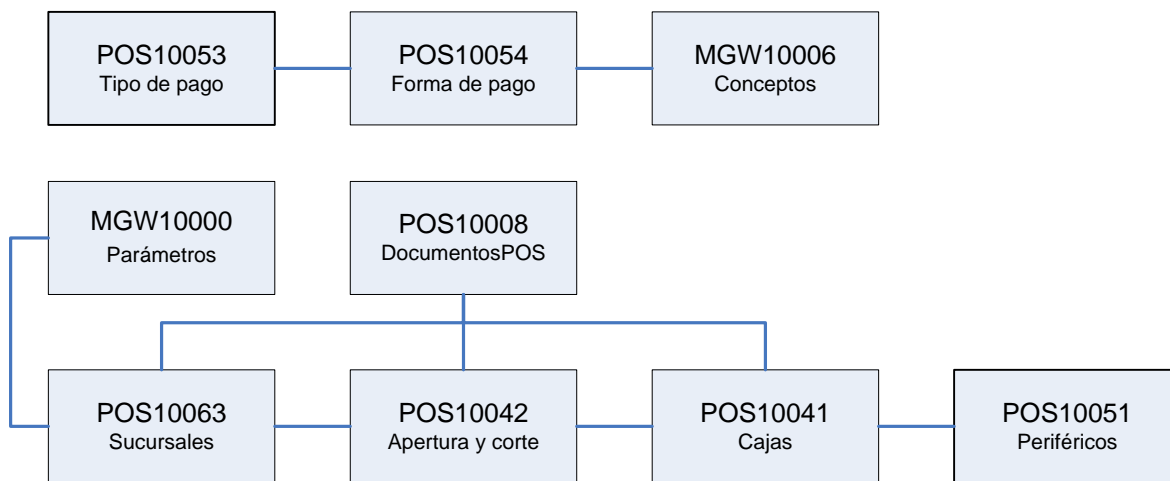 POS10053
Tipo de pago
POS10054
Forma de pago
MGW10006
Conceptos
MGW10000
Parámetros
POS10008
DocumentosPOS
POS10063
Sucursales
POS10042
Apertura y corte
POS10041
Cajas
POS10051
Periféricos